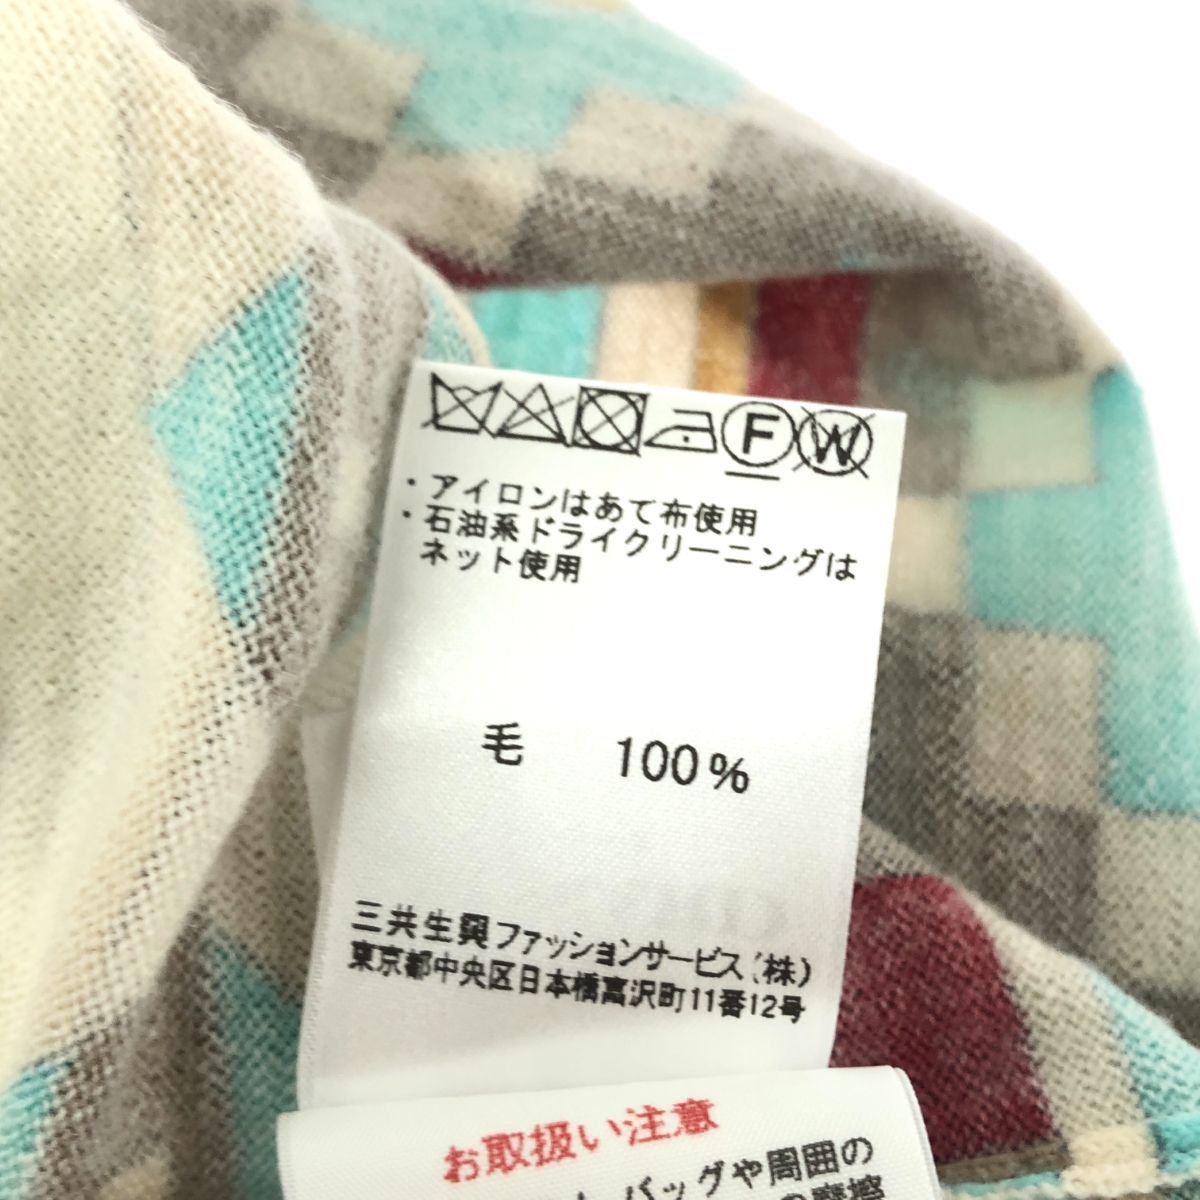 F W
・アイロンはあて布使用
・石油系ドライクリーニングは
ネット使用
毛 100%
三共生興ファッションサービス(株)
東京都中央区日本橋富沢町11番12号
お取扱い注意
バッグや周囲の
摩擦